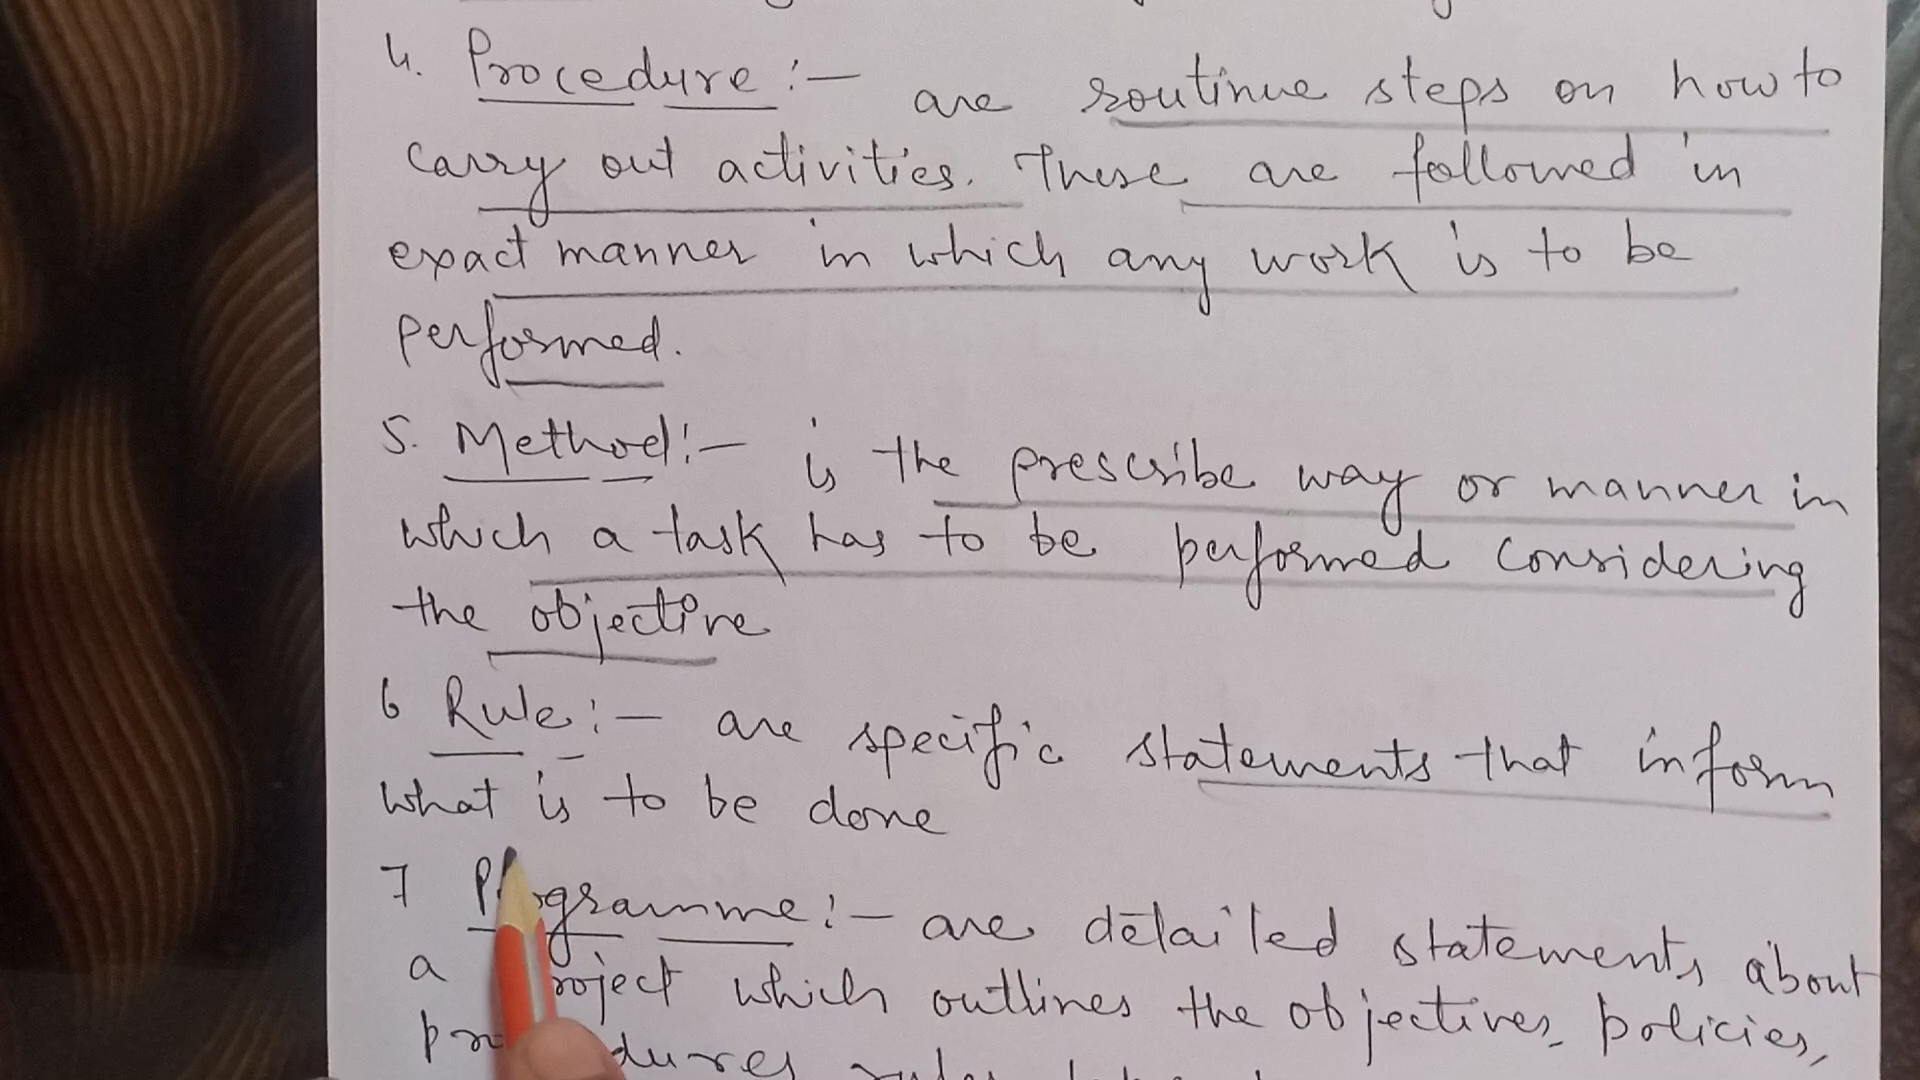 4. Procedure :- are routine steps on how to
carry out activities. These are followed in
exact manner in which any work is to be
performed.
5. Method :- is the prescribe way or manner in
which a task has to be performed considering
the objective
6 Rule :- are specific statements that inform
what is to be done
7 Programme :- are detailed statements about
a project which outlines the objectives, policies,